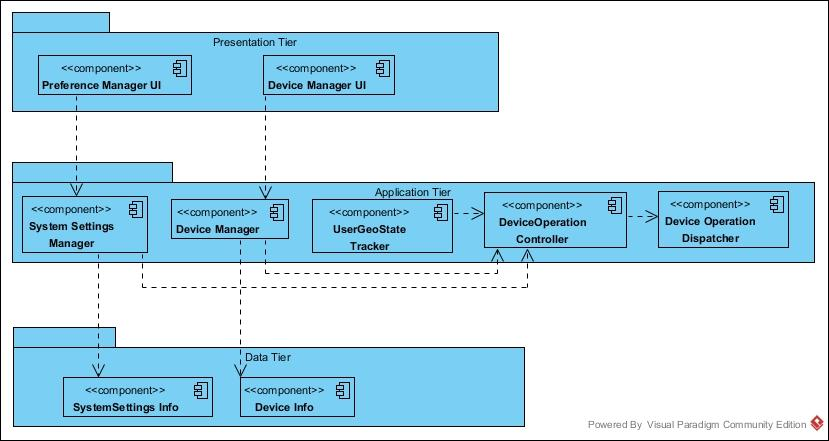 Presentation Tier
<<component>>
Preference Manager UI
<<component>>
Device Manager UI
Application Tier
<<component>>
System Settings
Manager
<<component>>
Device Manager
<<component>>
UserGeoState
Tracker
<<component>>
DeviceOperation
Controller
<<component>>
Device Operation
Dispatcher
Data Tier
<<component>>
SystemSettings Info
<<component>>
Device Info
Powered By Visual Paradigm Community Edition